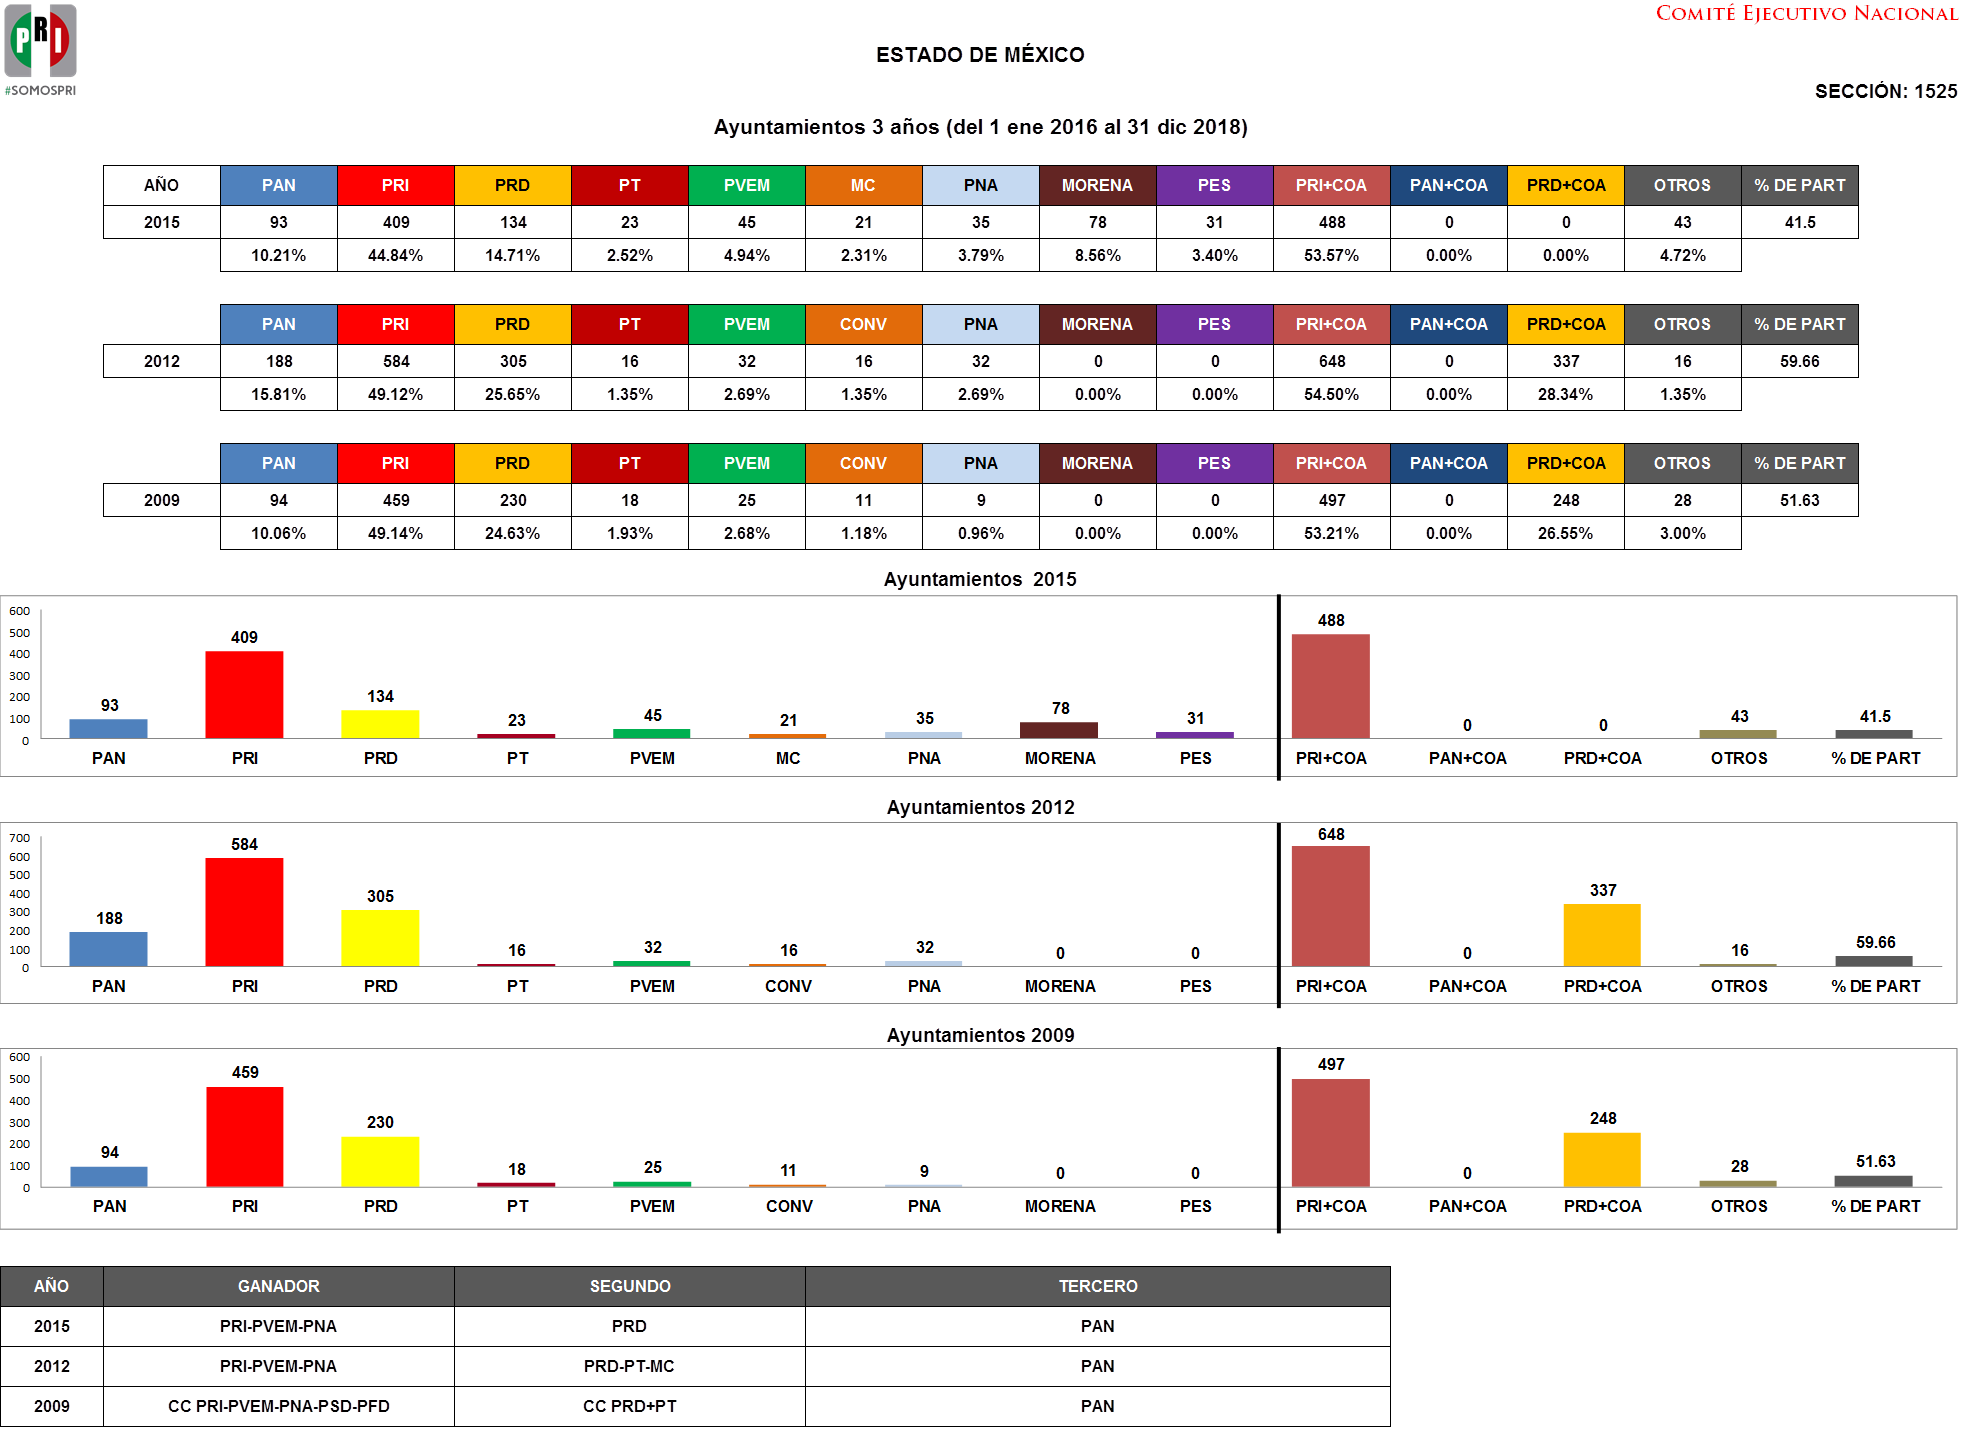 PRI
#SOMOSPRI
COMITÉ EJECUTIVO NACIONAL
ESTADO DE MÉXICO
SECCIÓN: 1525
Ayuntamientos 3 años (del 1 ene 2016 al 31 dic 2018)
AÑO PAN PRI PRD PT PVEM MC PNA MORENA PES PRI+COA PAN+COA PRD+COA OTROS % DE PART
2015 93 409 134 23 45 21 35 78 31 488 0 0 43 41.5
10.21% 44.84% 14.71% 2.52% 4.94% 2.31% 3.79% 8.56% 3.40% 53.57% 0.00% 0.00% 4.72%
PAN PRI PRD PT PVEM CONV PNA MORENA PES PRI+COA PAN+COA PRD+COA OTROS % DE PART
2012 188 584 305 16 32 16 32 0 0 648 0 337 16 59.66
15.81% 49.12% 25.65% 1.35% 2.69% 1.35% 2.69% 0.00% 0.00% 54.50% 0.00% 28.34% 1.35%
PAN PRI PRD PT PVEM CONV PNA MORENA PES PRI+COA PAN+COA PRD+COA OTROS % DE PART
2009 94 459 230 18 25 11 9 0 0 497 0 248 28 51.63
10.06% 49.14% 24.63% 1.93% 2.68% 1.18% 0.96% 0.00% 0.00% 53.21% 0.00% 26.55% 3.00%
Ayuntamientos 2015
600
500
400
300
200
100
0
93 409 134 23 45 21 35 78 31 488 0 0 43 41.5
PAN PRI PRD PT PVEM MC PNA MORENA PES PRI+COA PAN+COA PRD+COA OTROS % DE PART
Ayuntamientos 2012
700
600
500
400
300
200
100
0
188 584 305 16 32 16 32 0 0 648 0 337 16 59.66
PAN PRI PRD PT PVEM CONV PNA MORENA PES PRI+COA PAN+COA PRD+COA OTROS % DE PART
Ayuntamientos 2009
600
500
400
300
200
100
0
94 459 230 18 25 11 9 0 0 497 0 248 28 51.63
PAN PRI PRD PT PVEM CONV PNA MORENA PES PRI+COA PAN+COA PRD+COA OTROS % DE PART
AÑO GANADOR SEGUNDO TERCERO
2015 PRI-PVEM-PNA PRD PAN
2012 PRI-PVEM-PNA PRD-PT-MC PAN
2009 CC PRI-PVEM-PNA-PSD-PFD CC PRD+PT PAN